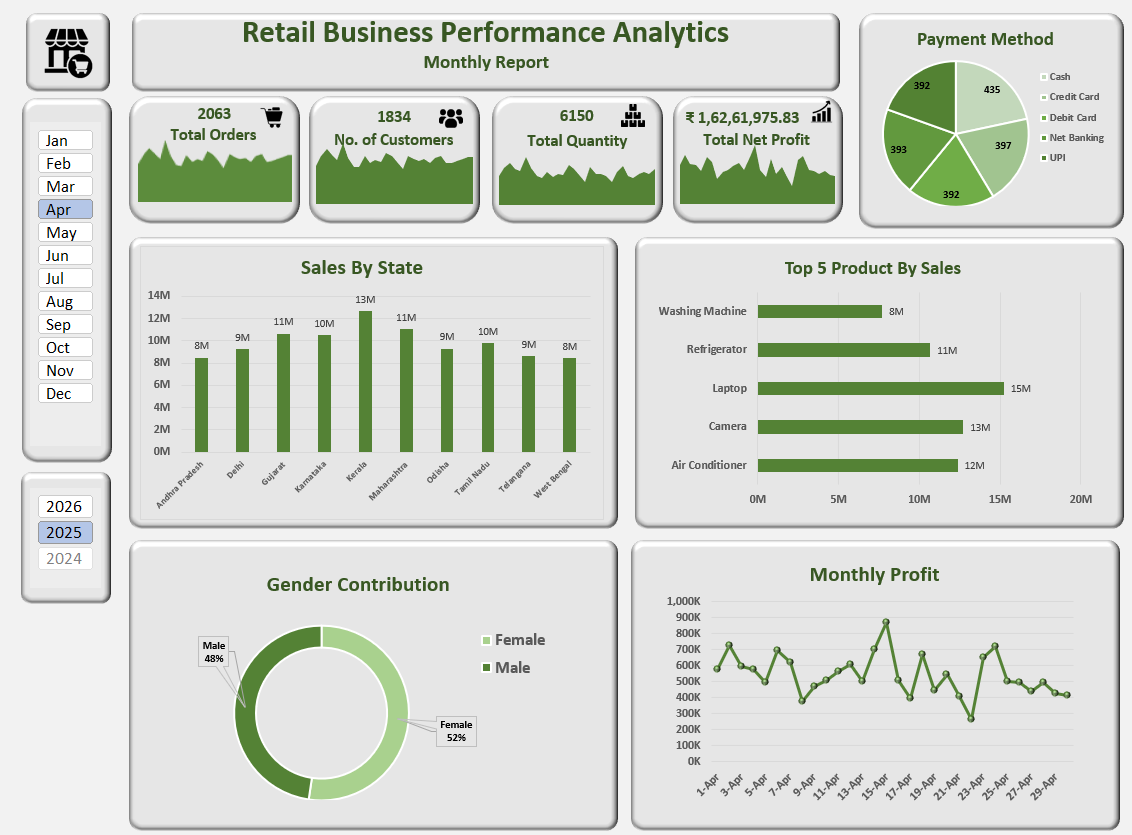 Retail Business Performance Analytics
Monthly Report
Jan
Feb
Mar
Apr
May
Jun
Jul
Aug
Sep
Oct
Nov
Dec
2026
2025
2024
2063
Total Orders
1834
No. of Customers
6150
Total Quantity
₹ 1,62,61,975.83
Total Net Profit
Payment Method
435
397
392
393
392
Cash
Credit Card
Debit Card
Net Banking
UPI
Sales By State
14M
12M
10M
8M
6M
4M
2M
0M
8M
9M
11M
10M
13M
11M
9M
10M
9M
8M
Andhra Pradesh
Delhi
Gujarat
Karnataka
Kerala
Maharashtra
Odisha
Tamil Nadu
Telangana
West Bengal
Top 5 Product By Sales
Washing Machine 8M
Refrigerator 11M
Laptop 15M
Camera 13M
Air Conditioner 12M
0M 5M 10M 15M 20M
Gender Contribution
Male
48%
Female
52%
Female
Male
Monthly Profit
1,000K
900K
800K
700K
600K
500K
400K
300K
200K
100K
0K
1-Apr
3-Apr
5-Apr
7-Apr
9-Apr
11-Apr
13-Apr
15-Apr
17-Apr
19-Apr
21-Apr
23-Apr
25-Apr
27-Apr
29-Apr